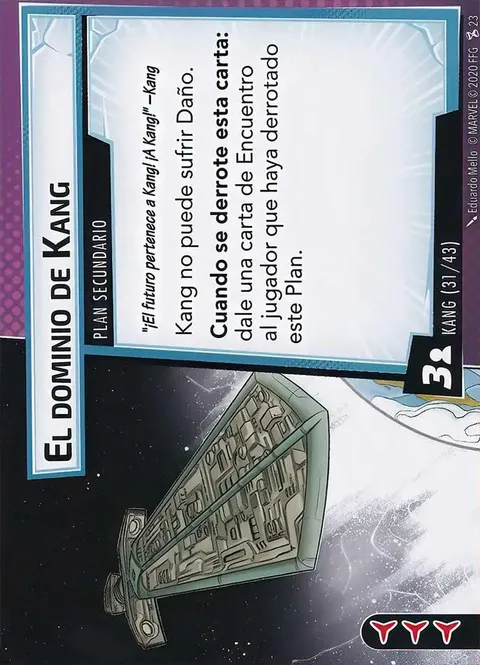 El dominio de Kang
PLAN SECUNDARIO
"¡El futuro pertenece a Kang! ¡A Kang!" –Kang
Kang no puede sufrir Daño.
Cuando se derrote esta carta:
dale una carta de Encuentro
al jugador que haya derrotado
este Plan.
3
KANG (31/43)
Eduardo Mello © MARVEL © 2020 FFG 23